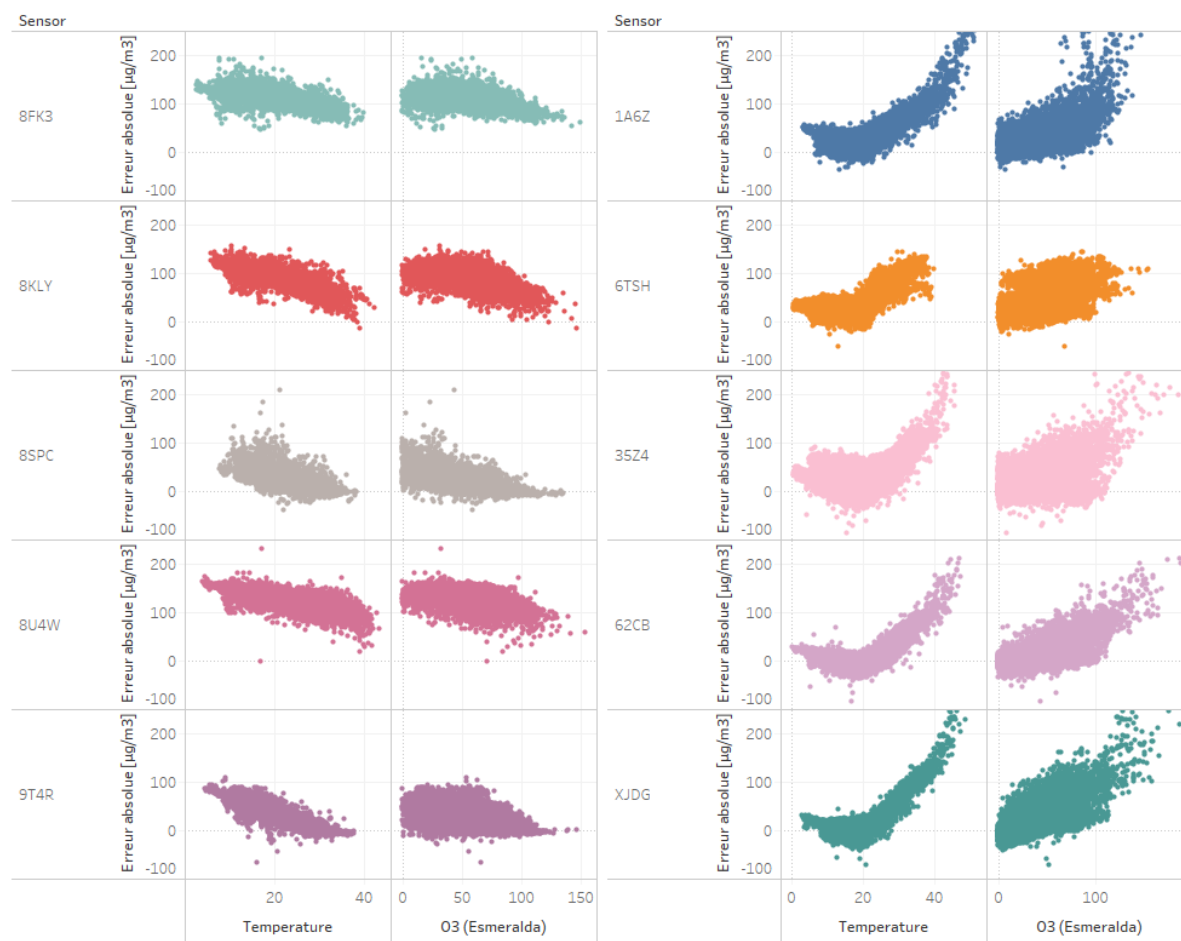 Sensor
8FK3
Erreur absolue [µg/m3]
200
100
0
-100
8KLY
Erreur absolue [µg/m3]
200
100
0
-100
8SPC
Erreur absolue [µg/m3]
200
100
0
-100
8U4W
Erreur absolue [µg/m3]
200
100
0
-100
9T4R
Erreur absolue [µg/m3]
200
100
0
-100
20 40
0 50 100 150
Temperature
O3 (Esmeralda)
Sensor
1A6Z
Erreur absolue [µg/m3]
200
100
0
-100
6TSH
Erreur absolue [µg/m3]
200
100
0
-100
35Z4
Erreur absolue [µg/m3]
200
100
0
-100
62CB
Erreur absolue [µg/m3]
200
100
0
-100
XJDG
Erreur absolue [µg/m3]
200
100
0
-100
0 20 40
0 100
Temperature
O3 (Esmeralda)